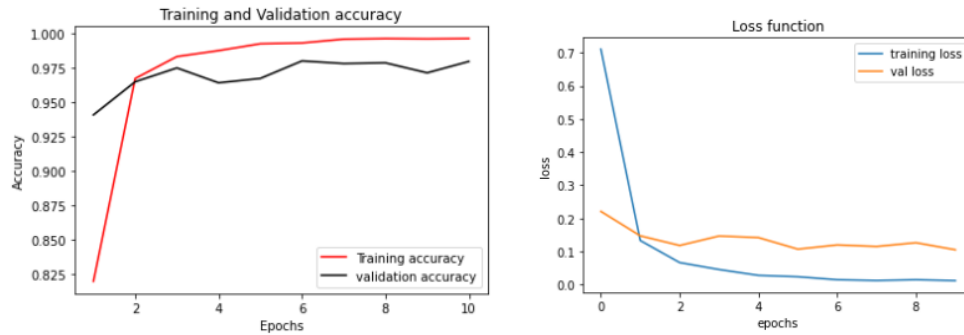 Training and Validation accuracy
1.000
0.975
0.950
0.925
0.900
0.875
0.850
0.825
Accuracy
2
4
6
8
10
Epochs
Training accuracy
validation accuracy
Loss function
0.7
0.6
0.5
0.4
0.3
0.2
0.1
0.0
loss
0
2
4
6
8
epochs
training loss
val loss